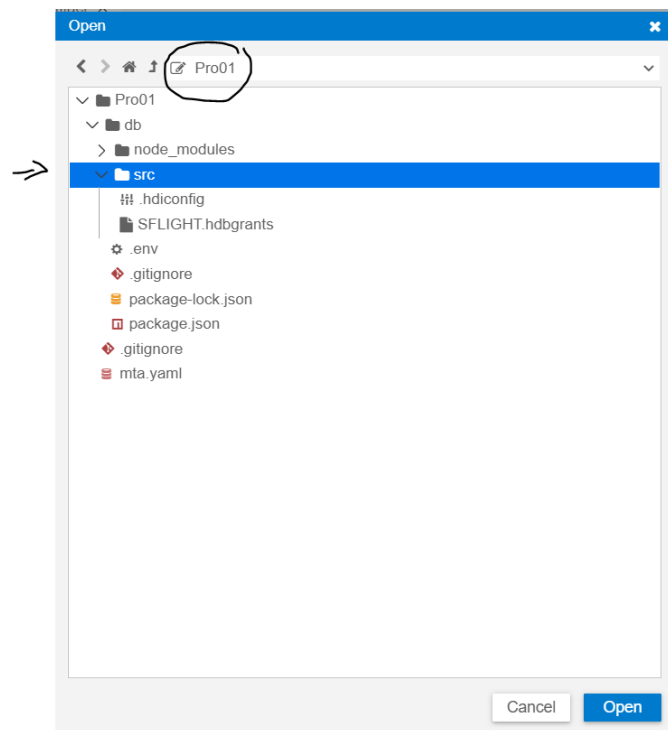 Open
Pro01
Pro01
db
node_modules
src
.hdiconfig
SFLIGHT.hdbgrants
.env
.gitignore
package-lock.json
package.json
.gitignore
mta.yaml
Cancel
Open